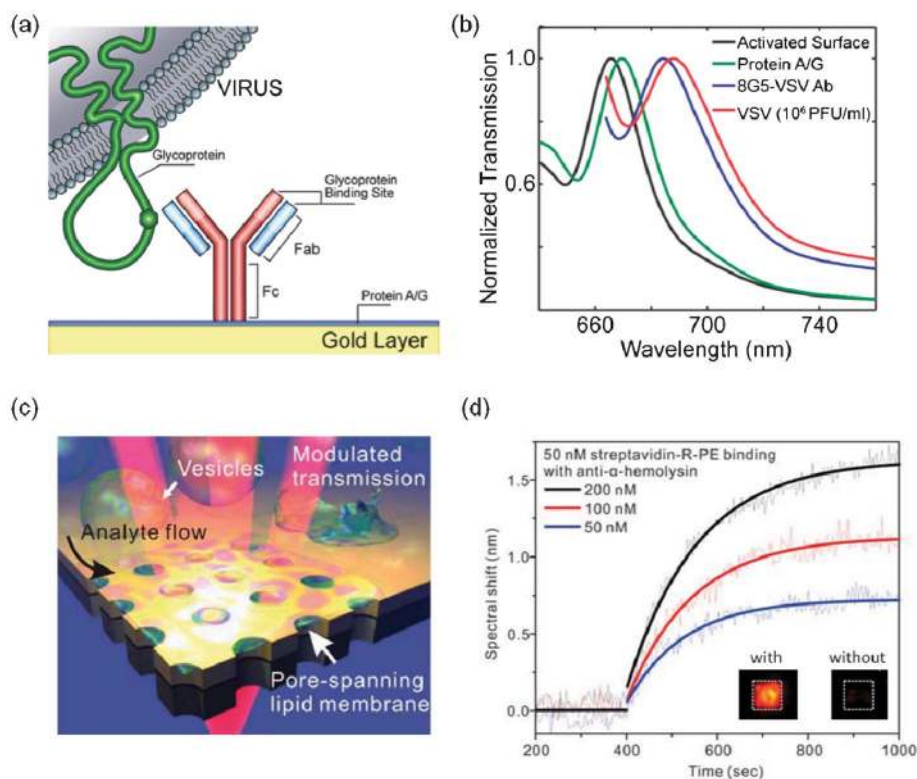 (a)
VIRUS
Glycoprotein
Glycoprotein
Binding Site
Fab
Fc
Protein A/G
Gold Layer
(b)
Normalized Transmission
1.0
0.6
Activated Surface
Protein A/G
8G5-VSV Ab
VSV (10⁶ PFU/ml)
660
700
740
Wavelength (nm)
(c)
Vesicles
Modulated
transmission
Analyte flow
Pore-spanning
lipid membrane
(d)
Spectral shift (nm)
1.5
1.0
0.5
0.0
50 nM streptavidin-R-PE binding
with anti-α-hemolysin
200 nM
100 nM
50 nM
with
without
200
400
600
800
1000
Time (sec)